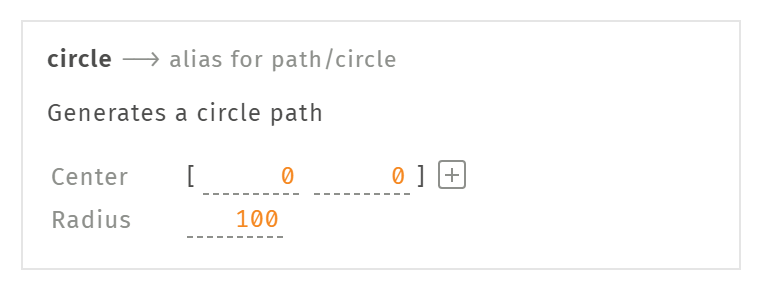 circle ⟶ alias for path/circle
Generates a circle path
Center [ 0 0 ] +
Radius 100